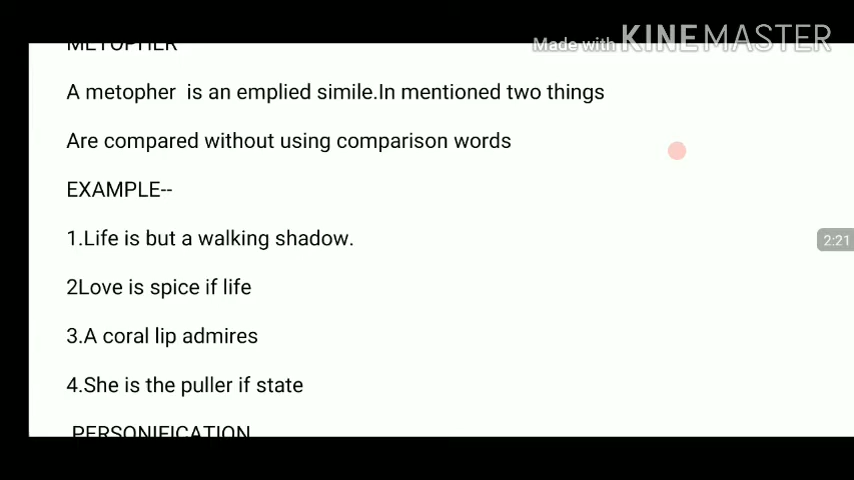 METOPHER
Made with KINEMASTER
A metopher is an emplied simile.In mentioned two things
Are compared without using comparison words
EXAMPLE--
1.Life is but a walking shadow.
2:21
2Love is spice if life
3.A coral lip admires
4.She is the puller if state
PERSONIFICATION